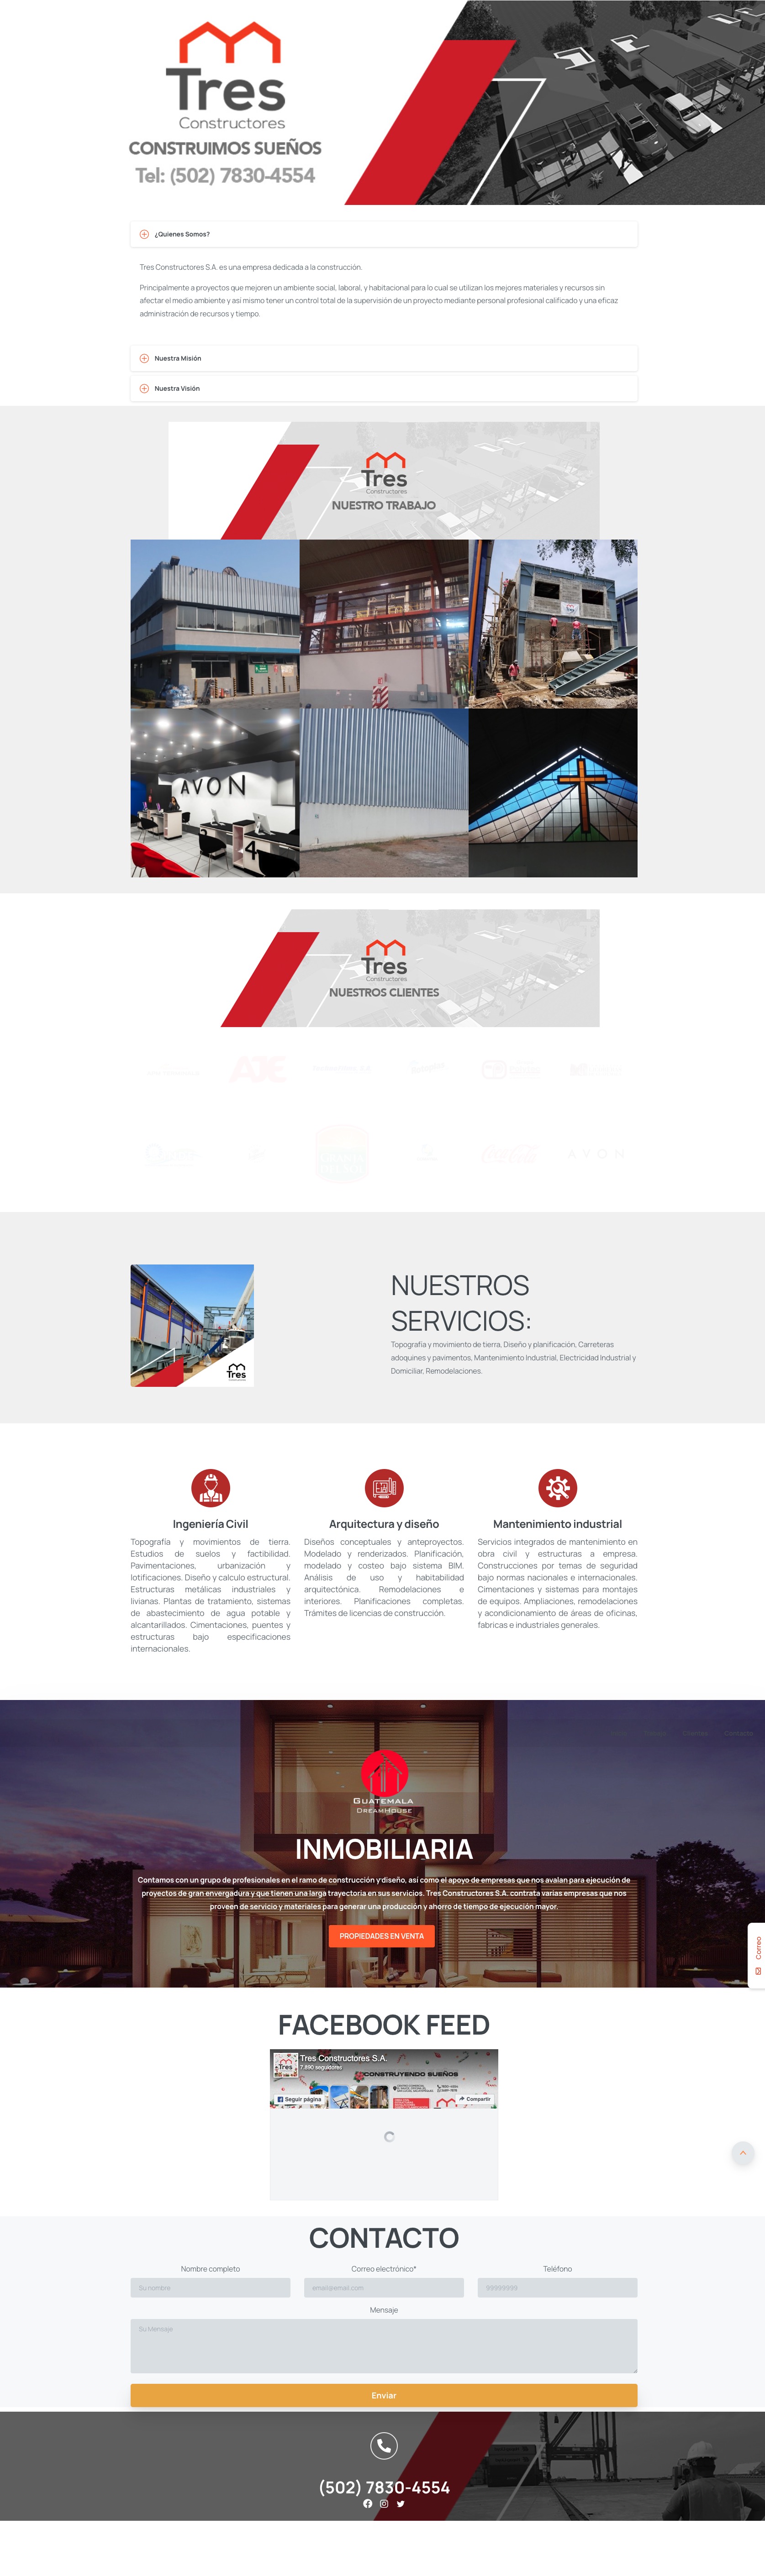 Tres
Constructores
CONSTRUIMOS SUEÑOS
Tel: (502) 7830-4554
¿Quienes Somos?
Tres Constructores S.A. es una empresa dedicada a la construcción.
Principalmente a proyectos que mejoren un ambiente social, laboral, y habitacional para lo cual se utilizan los mejores materiales y recursos sin
afectar el medio ambiente y así mismo tener un control total de la supervisión de un proyecto mediante personal profesional calificado y una eficaz
administración de recursos y tiempo.
Nuestra Misión
Nuestra Visión
Tres
Constructores
NUESTRO TRABAJO
AVON
4
Tres
Constructores
NUESTROS CLIENTES
AJE
AVON
NUESTROS
SERVICIOS:
Topografía y movimiento de tierra, Diseño y planificación, Carreteras
adoquines y pavimentos, Mantenimiento Industrial, Electricidad Industrial y
Domiciliar, Remodelaciones.
Tres
Ingeniería Civil
Topografía y movimientos de tierra.
Estudios de suelos y factibilidad.
Pavimentaciones, urbanización y
lotificaciones. Diseño y calculo estructural.
Estructuras metálicas industriales y
livianas. Plantas de tratamiento, sistemas
de abastecimiento de agua potable y
alcantarillados. Cimentaciones, puentes y
estructuras bajo especificaciones
internacionales.
Arquitectura y diseño
Diseños conceptuales y anteproyectos.
Modelado y renderizados. Planificación,
modelado y costeo bajo sistema BIM.
Análisis de uso y habitabilidad
arquitectónica. Remodelaciones e
interiores. Planificaciones completas.
Trámites de licencias de construcción.
Mantenimiento industrial
Servicios integrados de mantenimiento en
obra civil y estructuras a empresa.
Construcciones por temas de seguridad
bajo normas nacionales e internacionales.
Cimentaciones y sistemas para montajes
de equipos. Ampliaciones, remodelaciones
y acondicionamiento de áreas de oficinas,
fabricas e industriales generales.
Contacto
GUATEMALA
DREAMHOUSE
INMOBILIARIA
Contamos con un grupo de profesionales en el ramo de construcción y diseño, así como el apoyo de empresas que nos avalan para ejecución de
proyectos de gran envergadura y que tienen una larga trayectoria en sus servicios. Tres Constructores S.A. contrata varias empresas que nos
proveen de servicio y materiales para generar una producción y ahorro de tiempo de ejecución mayor.
PROPIEDADES EN VENTA
Correo
FACEBOOK FEED
Tres Constructores S.A.
7,890 seguidores
CONSTRUYENDO SUEÑOS
Seguir página
Compartir
CONTACTO
Nombre completo
Correo electrónico*
Teléfono
Su nombre
email@email.com
99999999
Mensaje
Su Mensaje
Enviar
(502) 7830-4554